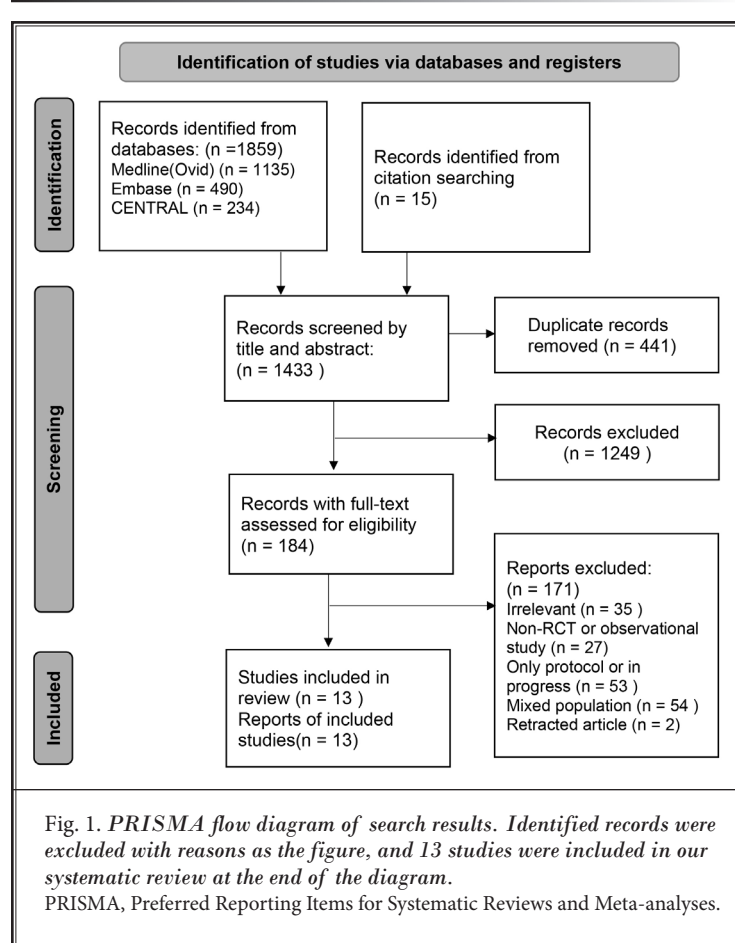 Identification of studies via databases and registers
Identification
Records identified from
databases: (n =1859)
Medline(Ovid) (n = 1135)
Embase (n = 490)
CENTRAL (n = 234)
Records identified from
citation searching
(n = 15)
Screening
Records screened by
title and abstract:
(n = 1433 )
Duplicate records
removed (n = 441)
Records excluded
(n = 1249 )
Records with full-text
assessed for eligibility
(n = 184)
Reports excluded:
(n = 171)
Irrelevant (n = 35 )
Non-RCT or observational
study (n = 27)
Only protocol or in
progress (n = 53 )
Mixed population (n = 54 )
Retracted article (n = 2)
Included
Studies included in
review (n = 13 )
Reports of included
studies(n = 13)
Fig. 1. PRISMA flow diagram of search results. Identified records were
excluded with reasons as the figure, and 13 studies were included in our
systematic review at the end of the diagram.
PRISMA, Preferred Reporting Items for Systematic Reviews and Meta-analyses.